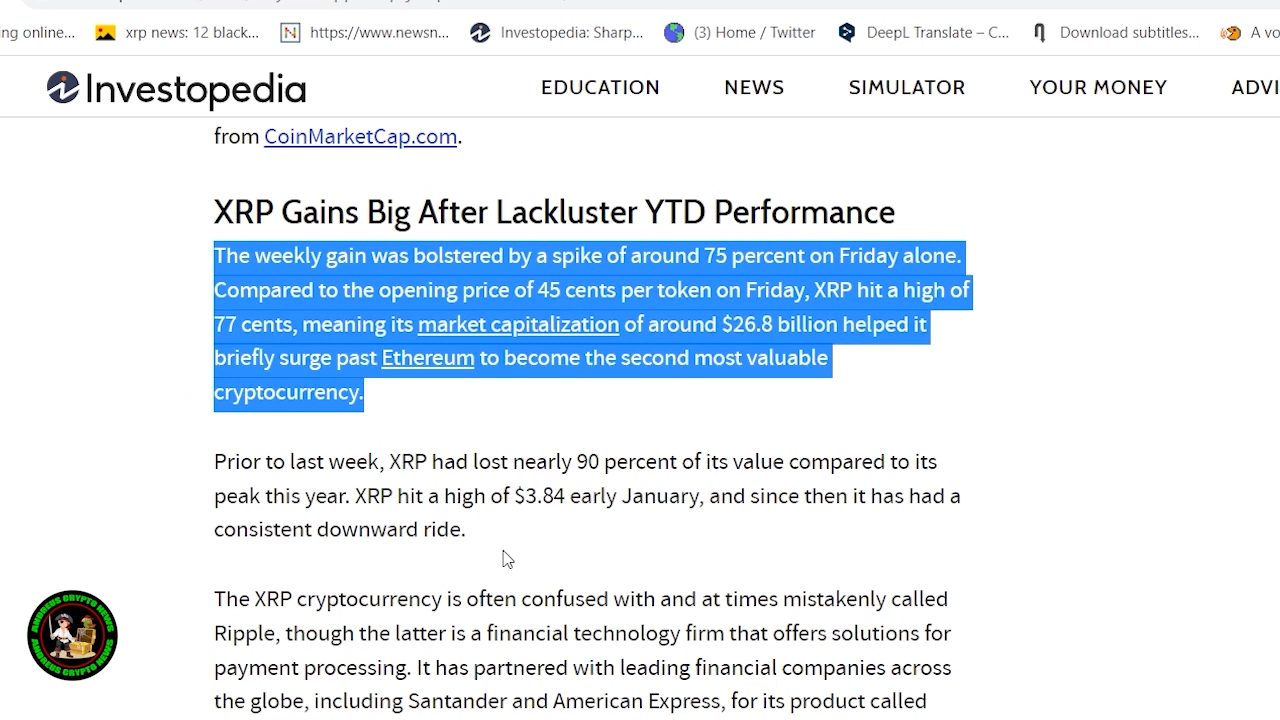 ng online...
xrp news: 12 black...
https://www.newsn...
Investopedia: Sharp...
(3) Home / Twitter
DeepL Translate – C...
Download subtitles...
A vo
Investopedia
EDUCATION
NEWS
SIMULATOR
YOUR MONEY
ADVI
from CoinMarketCap.com.
XRP Gains Big After Lackluster YTD Performance
The weekly gain was bolstered by a spike of around 75 percent on Friday alone.
Compared to the opening price of 45 cents per token on Friday, XRP hit a high of
77 cents, meaning its market capitalization of around $26.8 billion helped it
briefly surge past Ethereum to become the second most valuable
cryptocurrency.
Prior to last week, XRP had lost nearly 90 percent of its value compared to its
peak this year. XRP hit a high of $3.84 early January, and since then it has had a
consistent downward ride.
The XRP cryptocurrency is often confused with and at times mistakenly called
Ripple, though the latter is a financial technology firm that offers solutions for
payment processing. It has partnered with leading financial companies across
the globe, including Santander and American Express, for its product called
ANDREUS CRYPTO NEWS
ANDREUS CRYPTO NEWS